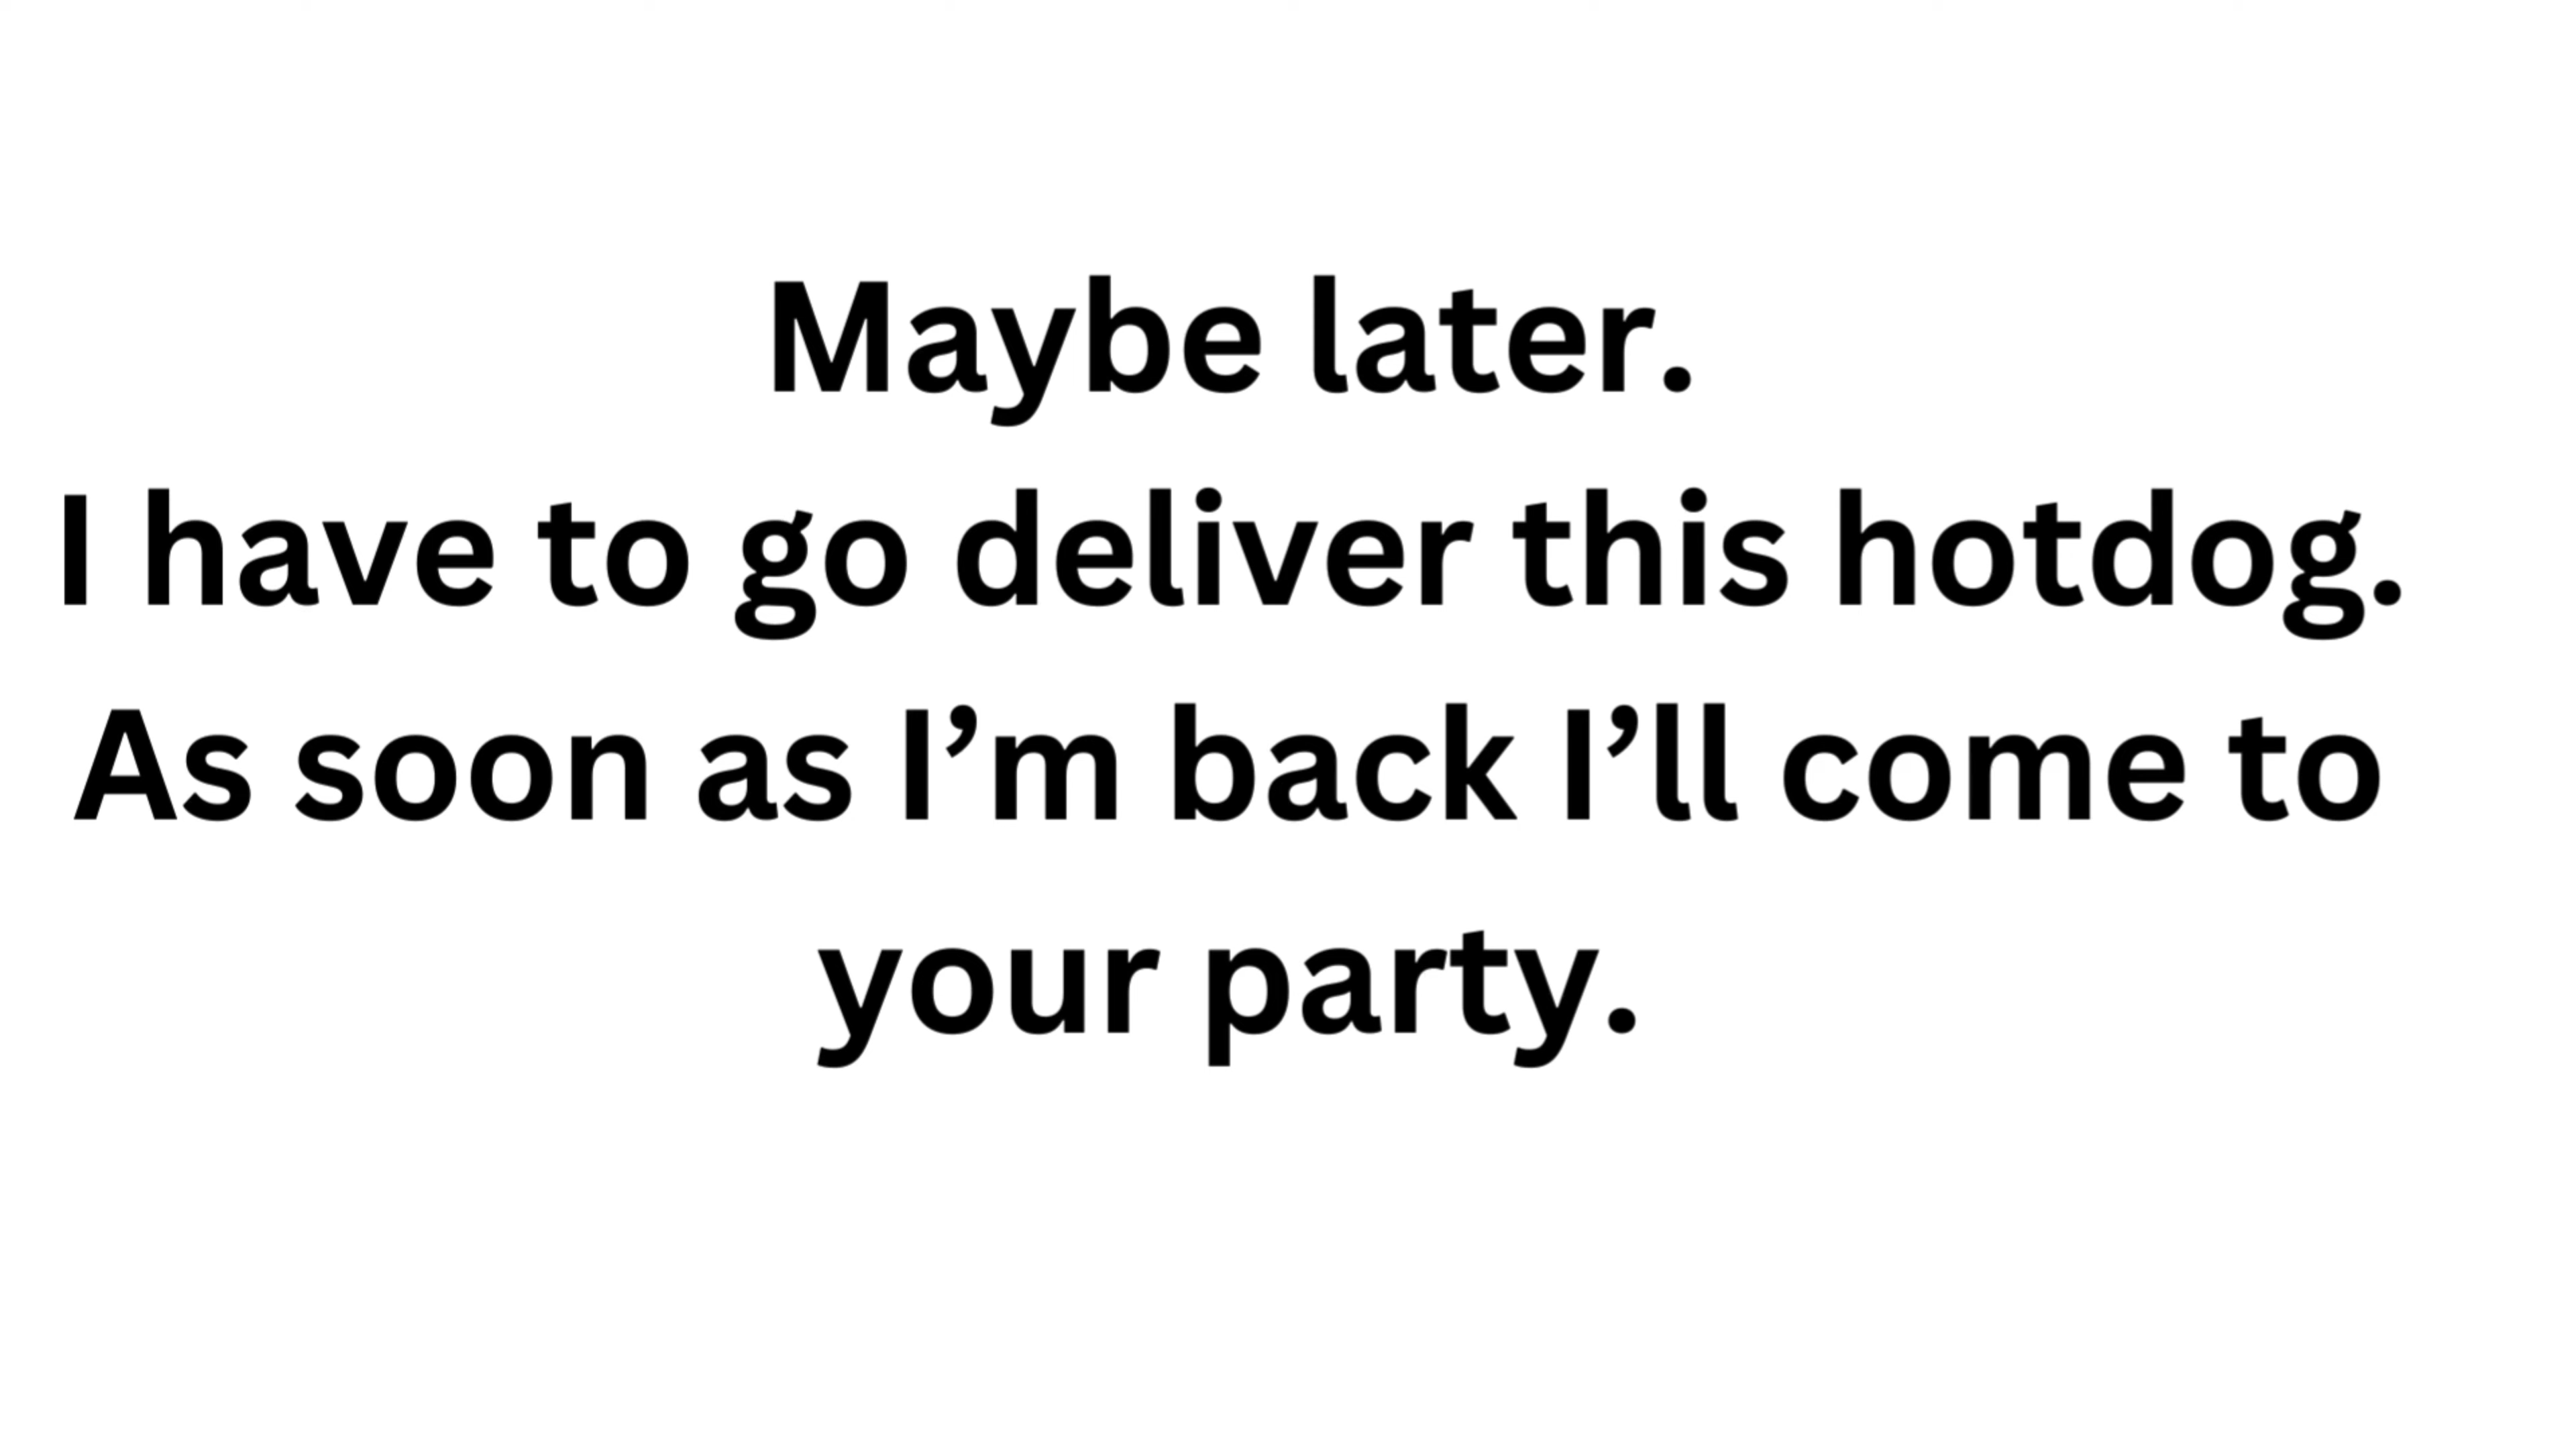 Maybe later.
I have to go deliver this hotdog.
As soon as I’m back I’ll come to
your party.